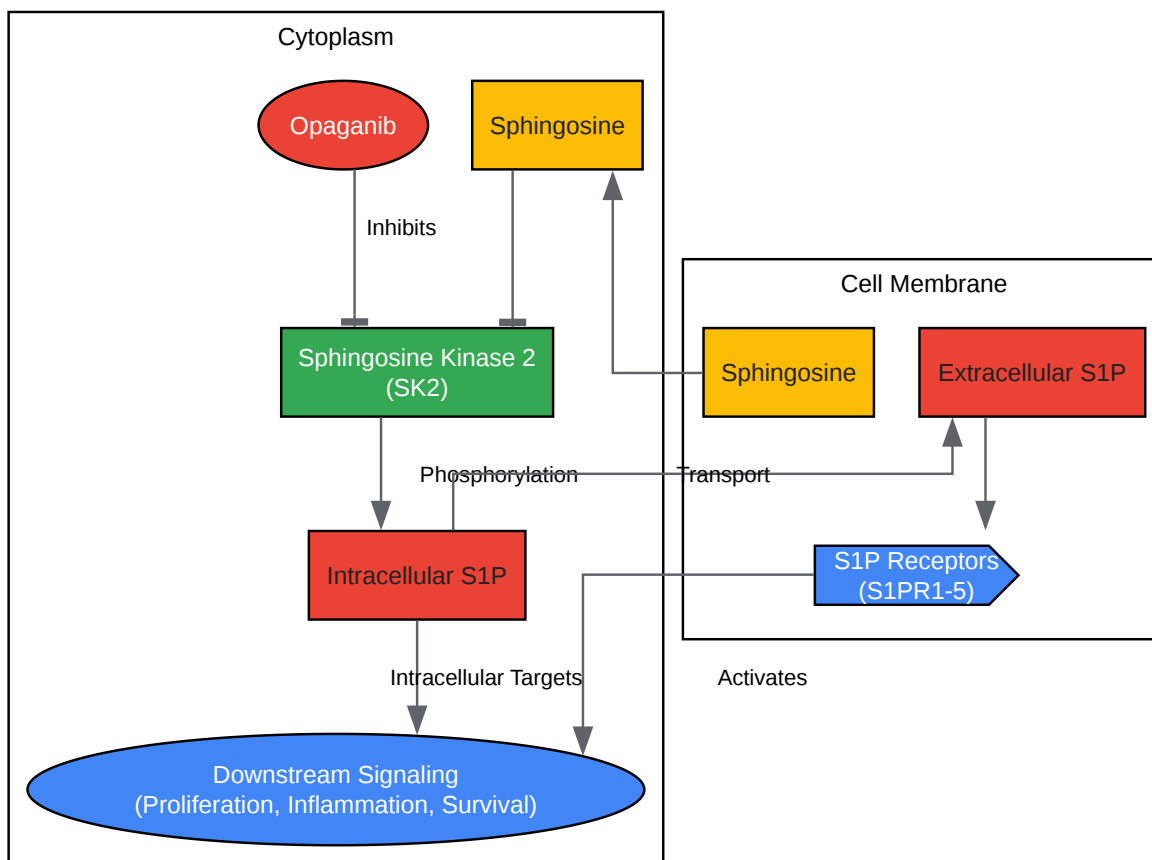 Cytoplasm
Opaganib
Sphingosine
Inhibits
Cell Membrane
Sphingosine Kinase 2
(SK2)
Sphingosine
Extracellular S1P
Phosphorylation
Transport
Intracellular S1P
S1P Receptors
(S1PR1-5)
Intracellular Targets
Activates
Downstream Signaling
(Proliferation, Inflammation, Survival)